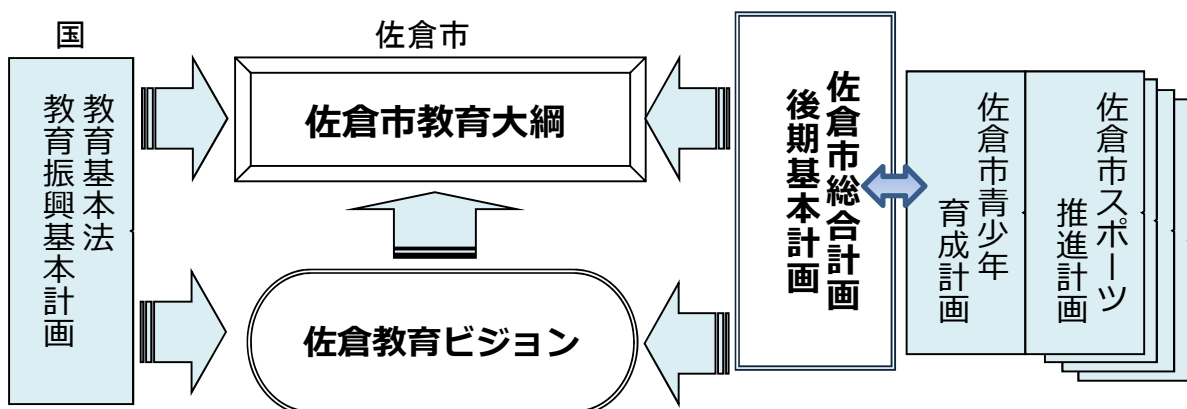 国
佐倉市
教育基本法
教育振興基本計画
佐倉市教育大綱
佐倉教育ビジョン
佐倉市総合計画
後期基本計画
佐倉市青少年
育成計画
佐倉市スポーツ
推進計画